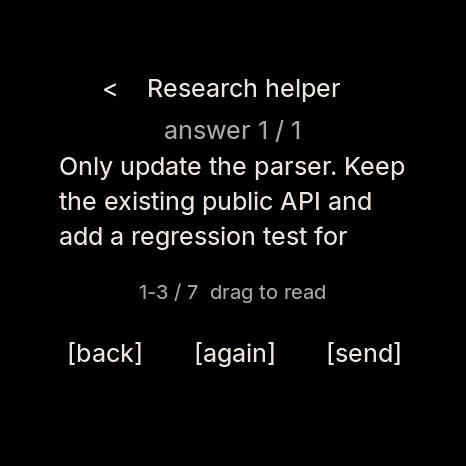 < Research helper
answer 1 / 1
Only update the parser. Keep
the existing public API and
add a regression test for
1-3 / 7 drag to read
[back] [again] [send]